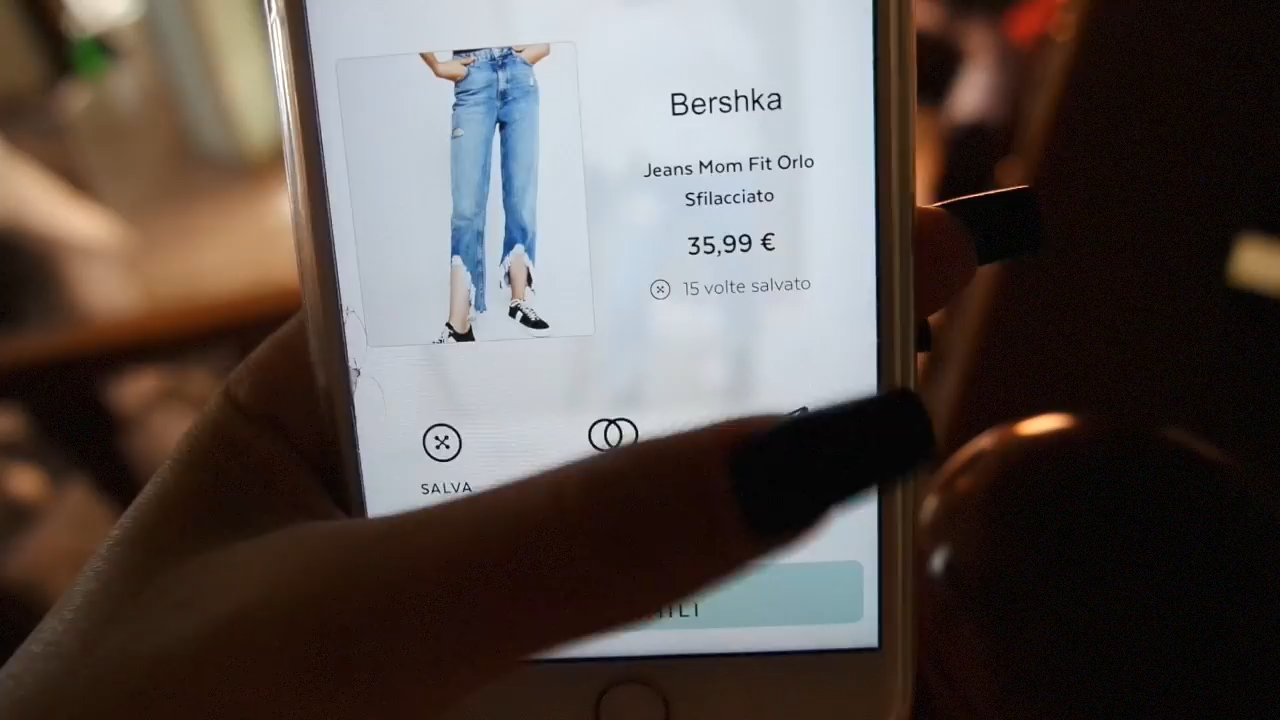 Bershka
Jeans Mom Fit Orlo
Sfilacciato
35,99 €
15 volte salvato
SALVA